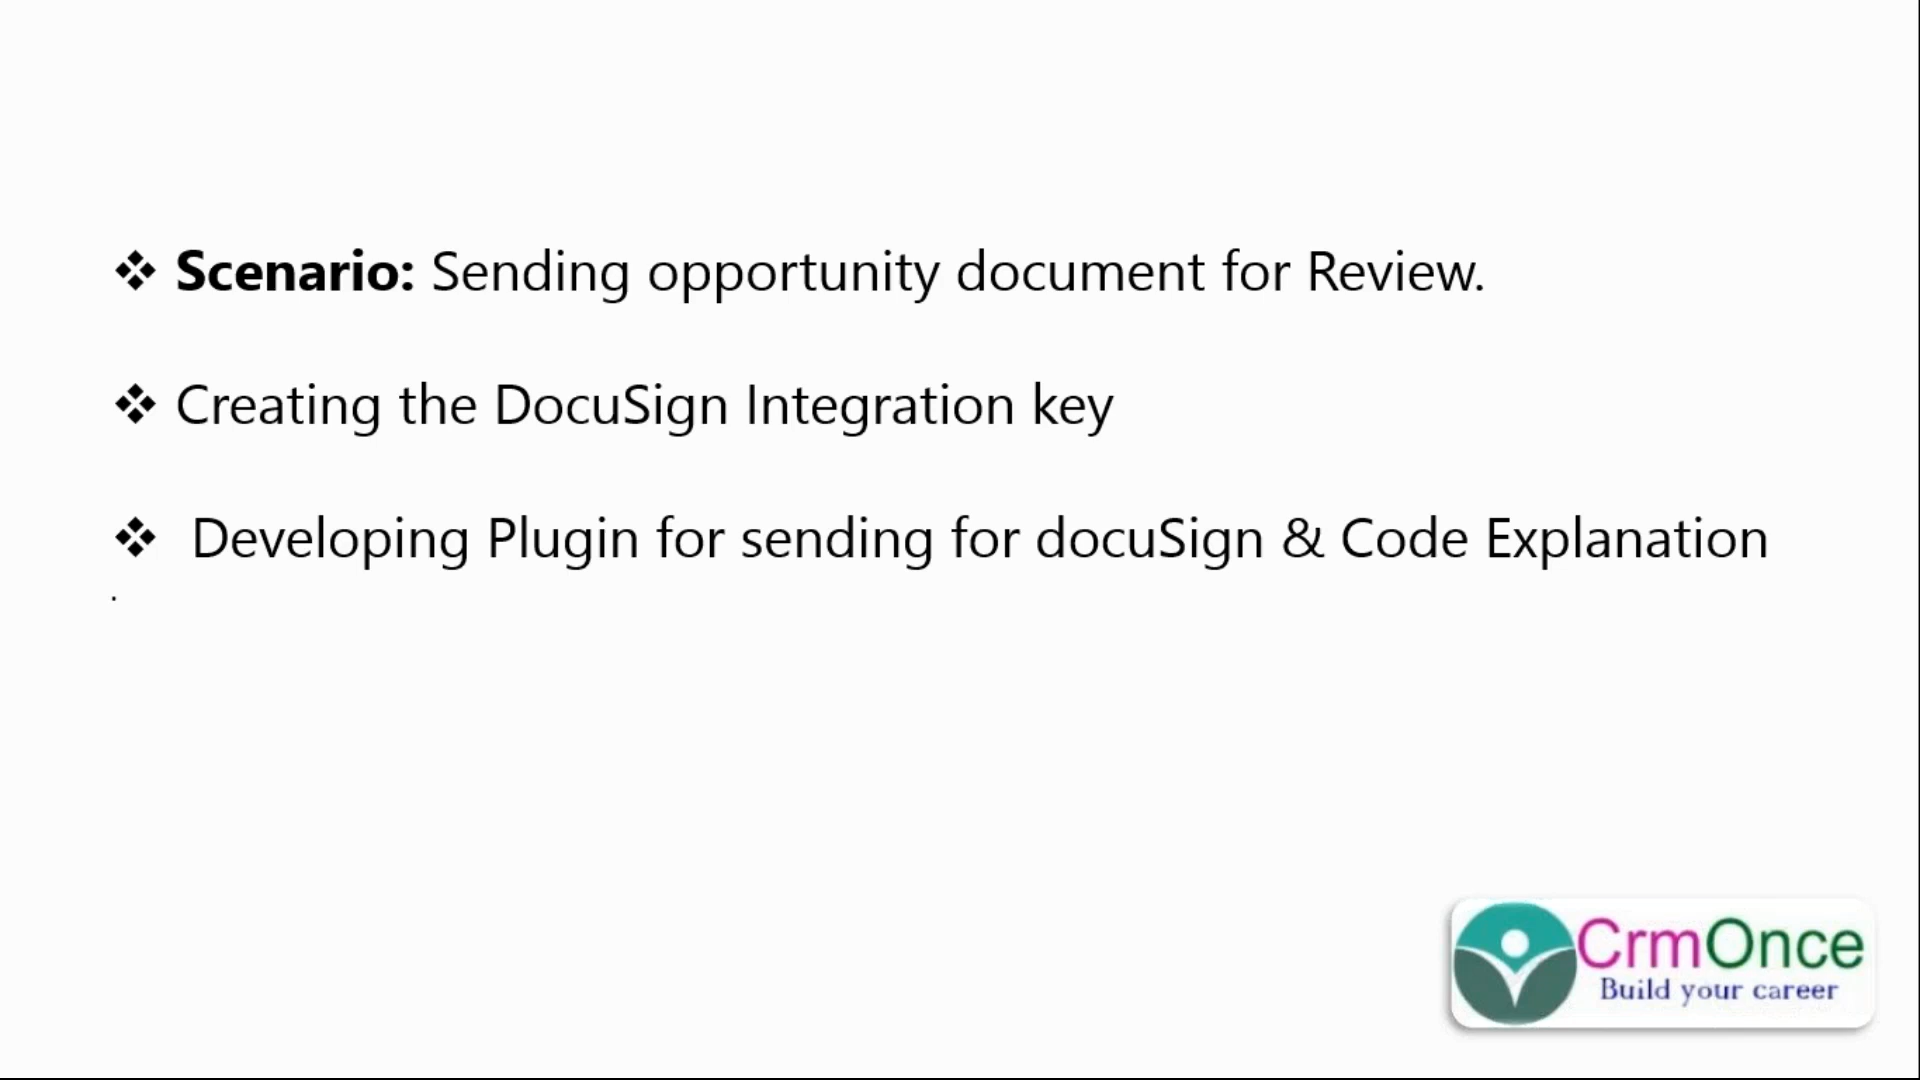 ❖ Scenario: Sending opportunity document for Review.
❖ Creating the DocuSign Integration key
❖ Developing Plugin for sending for docuSign & Code Explanation
.
CrmOnce
Build your career